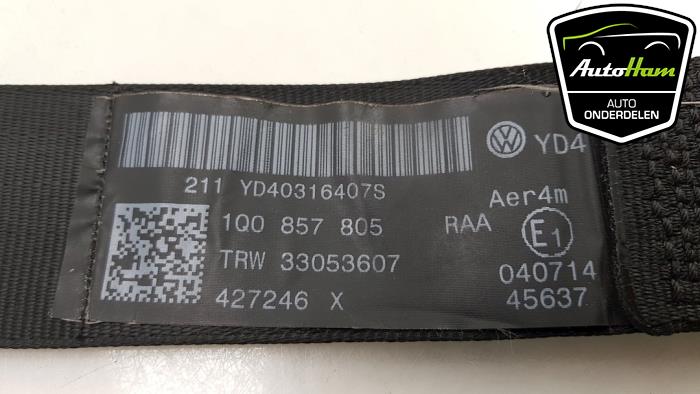 AutoHam
AUTO
ONDERDELEN
YD4
211 YD40316407S
1Q0 857 805 RAA Aer4m
E1
TRW 33053607 040714
427246 X 45637